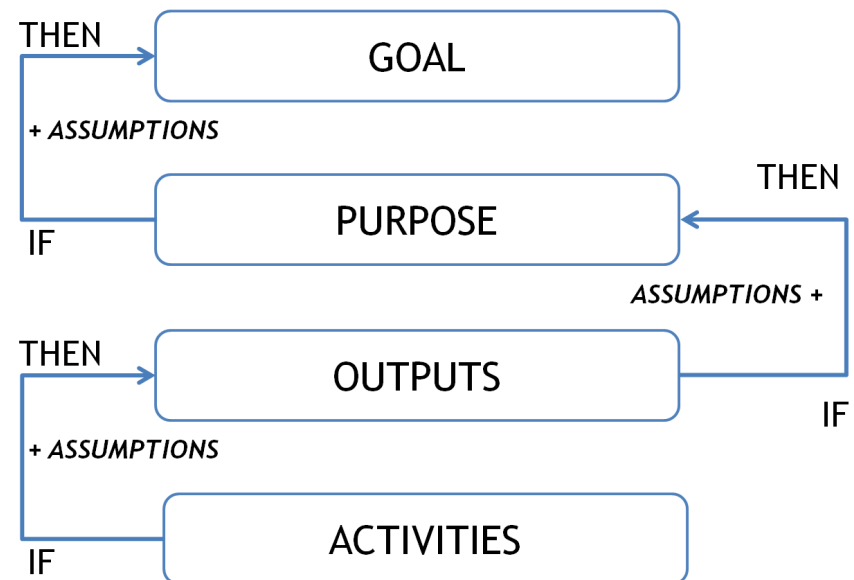 THEN
GOAL
+ ASSUMPTIONS
THEN
PURPOSE
IF
ASSUMPTIONS +
THEN
OUTPUTS
IF
+ ASSUMPTIONS
ACTIVITIES
IF